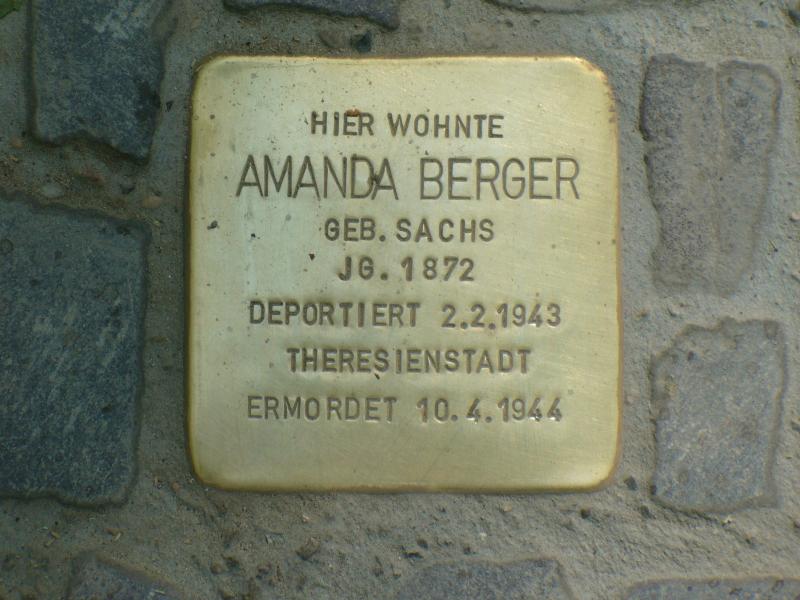 HIER WOHNTE
AMANDA BERGER
GEB. SACHS
JG. 1872
DEPORTIERT 2.2.1943
THERESIENSTADT
ERMORDET 10.4.1944